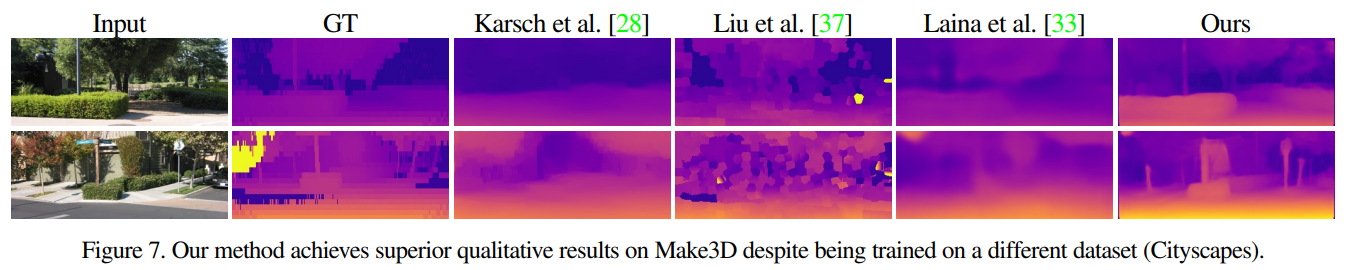 Input GT Karsch et al. [28] Liu et al. [37] Laina et al. [33] Ours
Figure 7. Our method achieves superior qualitative results on Make3D despite being trained on a different dataset (Cityscapes).